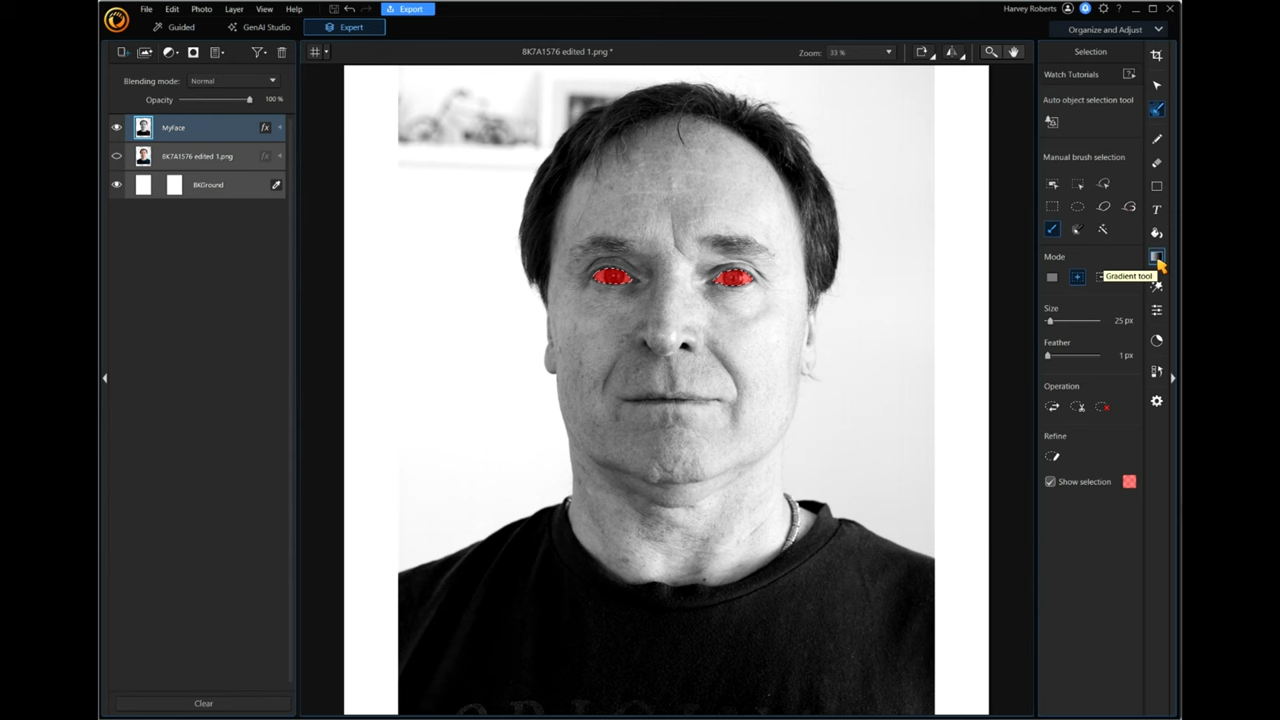 File Edit Photo Layer View Help Export Harvey Roberts ?
Guided GenAI Studio Expert Organize and Adjust
8K7A1576 edited 1.png * Zoom: 33 % Selection
Blending mode: Normal
Opacity 100 %
MyFace fx
8K7A1576 edited 1.png fx
BKGround
Clear
Watch Tutorials
Auto object selection tool
Manual brush selection
T
Mode
Gradient tool
Size
25 px
Feather
1 px
Operation
Refine
Show selection